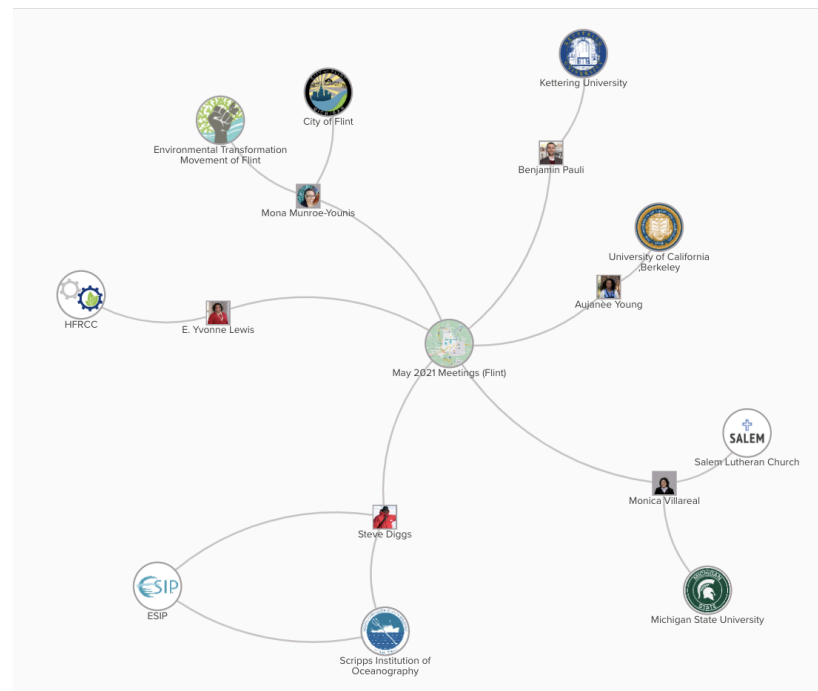 Kettering University
City of Flint
Environmental Transformation
Movement of Flint
Benjamin Pauli
Mona Munroe-Younis
University of California
,Berkeley
Aujanée Young
HFRCC
E. Yvonne Lewis
May 2021 Meetings (Flint)
SALEM
Salem Lutheran Church
Monica Villareal
Steve Diggs
ESIP
ESIP
MICHIGAN
STATE
Michigan State University
Scripps Institution of
Oceanography